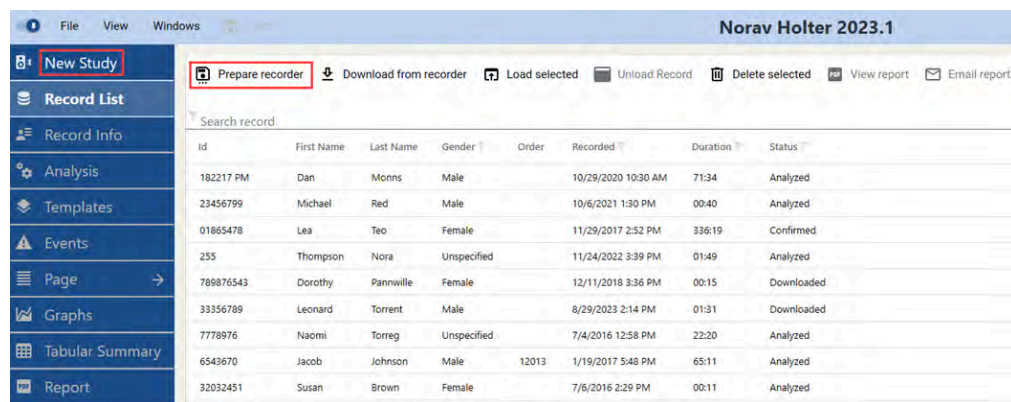 File View Windows Norav Holter 2023.1
New Study
Record List
Record Info
Analysis
Templates
Events
Page
Graphs
Tabular Summary
Report
Prepare recorder Download from recorder Load selected Unload Record Delete selected PDF View report Email report
Search record
Id First Name Last Name Gender Order Recorded Duration Status
182217 PM Dan Monns Male 10/29/2020 10:30 AM 71:34 Analyzed
23456799 Michael Red Male 10/6/2021 1:30 PM 00:40 Analyzed
01865478 Lea Teo Female 11/29/2017 2:52 PM 336:19 Confirmed
255 Thompson Nora Unspecified 11/24/2022 3:39 PM 01:49 Analyzed
789876543 Dorothy Pannwille Female 12/11/2018 3:36 PM 00:15 Downloaded
33356789 Leonard Torrent Male 8/29/2023 2:14 PM 01:31 Downloaded
7778976 Naomi Torreg Unspecified 7/4/2016 12:58 PM 22:20 Analyzed
6543670 Jacob Johnson Male 12013 1/19/2017 5:48 PM 65:11 Analyzed
32032451 Susan Brown Female 7/6/2016 2:29 PM 00:11 Analyzed